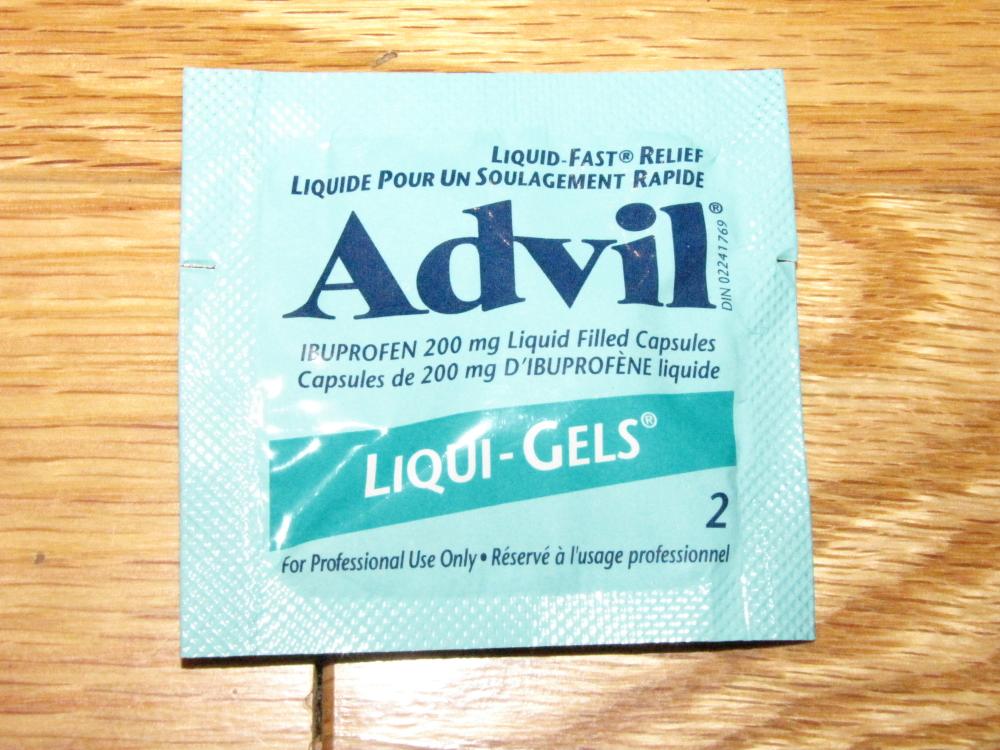 LIQUID-FAST® RELIEF
LIQUIDE POUR UN SOULAGEMENT RAPIDE
Advil®
DIN 02241769
IBUPROFEN 200 mg Liquid Filled Capsules
Capsules de 200 mg D'IBUPROFÈNE liquide
LIQUI-GELS®
2
For Professional Use Only • Réservé à l'usage professionnel